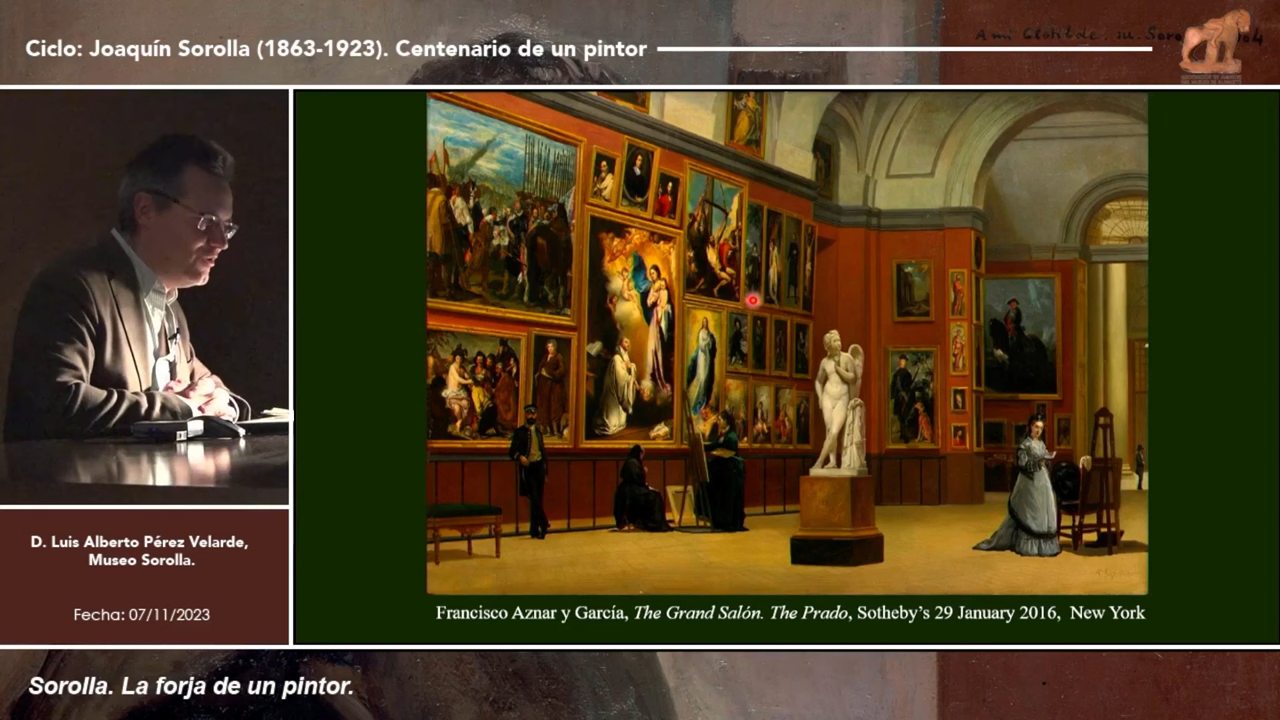 Ciclo: Joaquín Sorolla (1863-1923). Centenario de un pintor
A mi Clotilde
D. Luis Alberto Pérez Velarde,
Museo Sorolla.
Fecha: 07/11/2023
Francisco Aznar y García, The Grand Salón. The Prado, Sotheby's 29 January 2016, New York
Sorolla. La forja de un pintor.